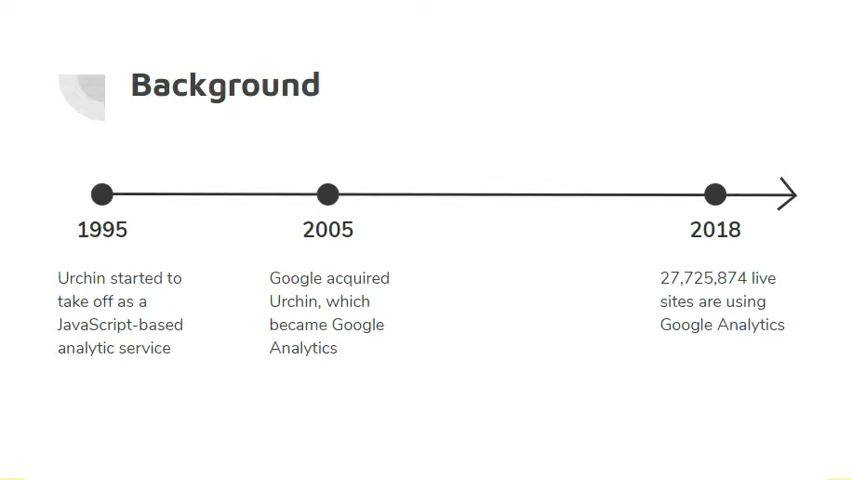 Background
1995
2005
2018
Urchin started to
take off as a
JavaScript-based
analytic service
Google acquired
Urchin, which
became Google
Analytics
27,725,874 live
sites are using
Google Analytics